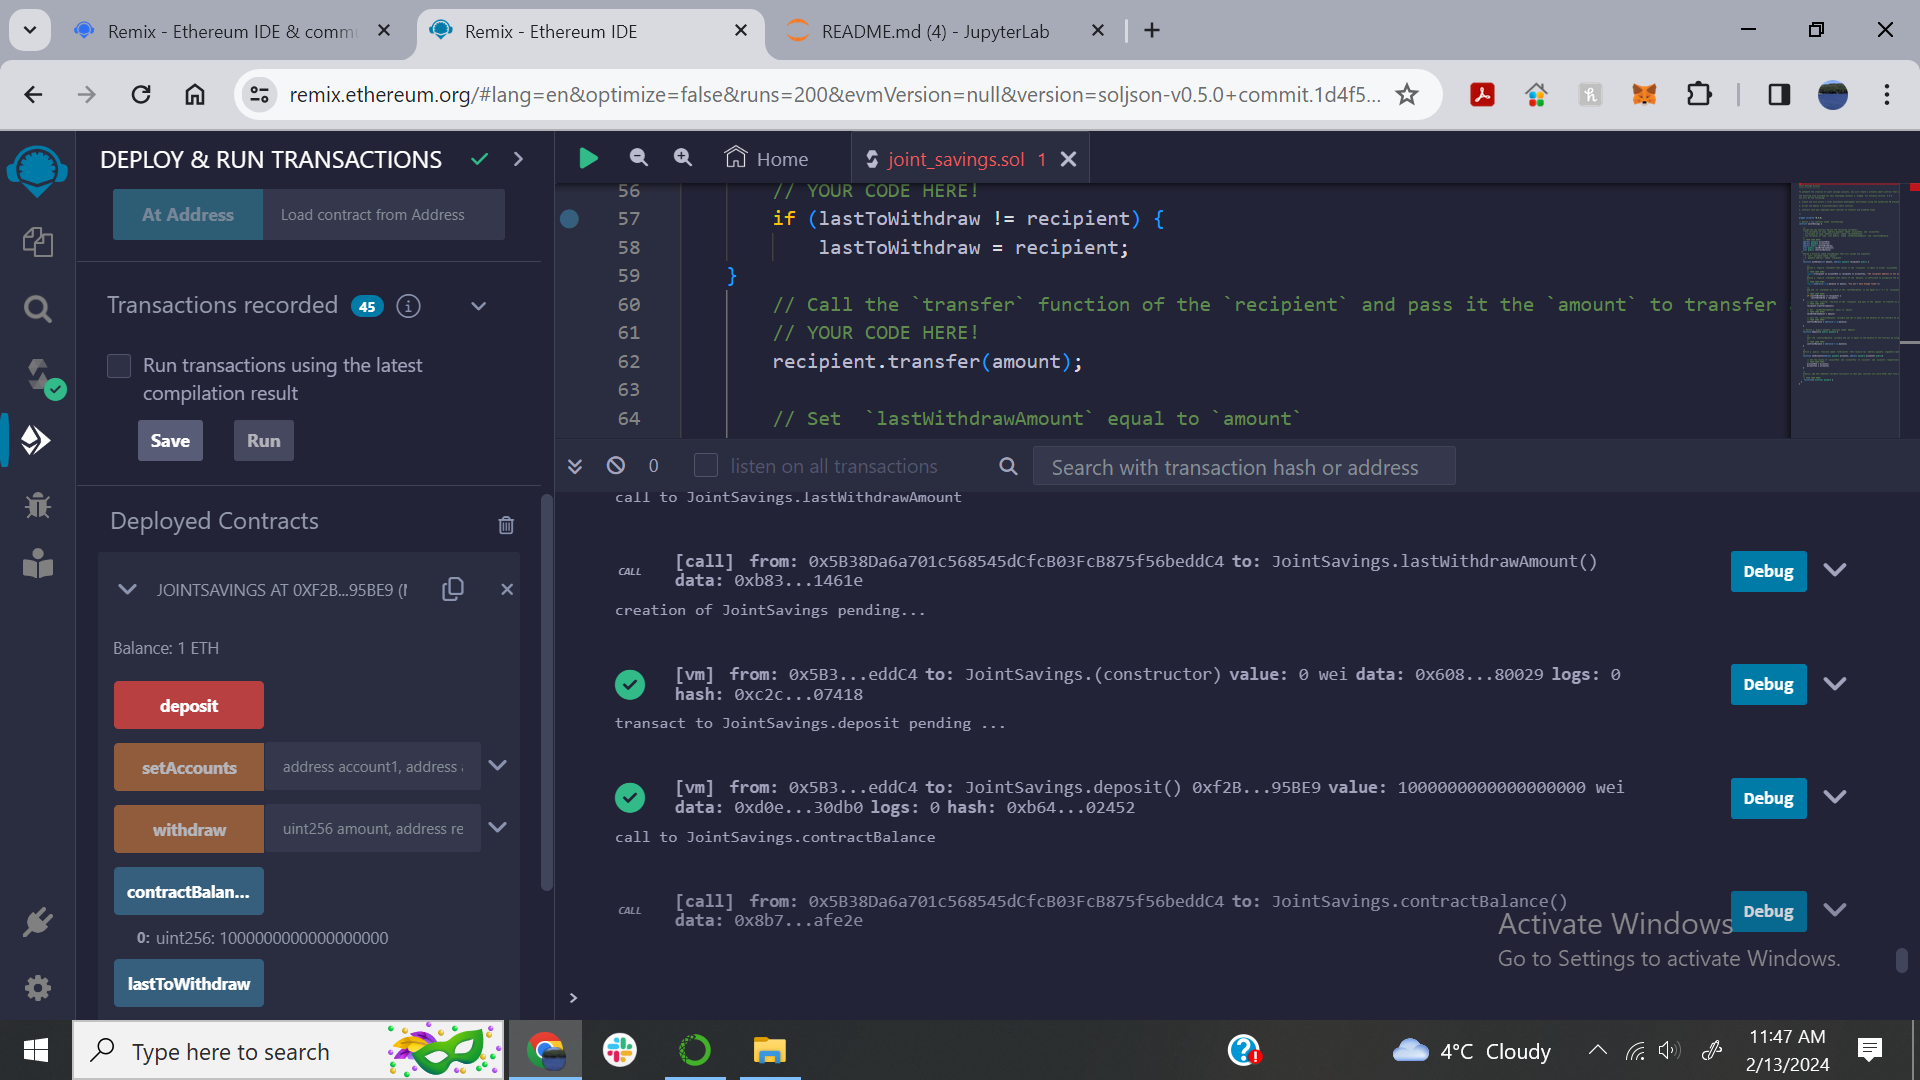 Remix - Ethereum IDE & comm
Remix - Ethereum IDE
README.md (4) - JupyterLab
remix.ethereum.org/#lang=en&optimize=false&runs=200&evmVersion=null&version=soljson-v0.5.0+commit.1d4f5...
DEPLOY & RUN TRANSACTIONS
At Address
Load contract from Address
Transactions recorded 45
Run transactions using the latest
compilation result
Save
Run
Deployed Contracts
JOINTSAVINGS AT 0XF2B...95BE9 (
Balance: 1 ETH
deposit
setAccounts
address account1, address
withdraw
uint256 amount, address re
contractBalan...
0: uint256: 1000000000000000000
lastToWithdraw
Home
joint_savings.sol 1
56 // YOUR CODE HERE!
57 if (lastToWithdraw != recipient) {
58 lastToWithdraw = recipient;
59 }
60 // Call the `transfer` function of the `recipient` and pass it the `amount` to transfer
61 // YOUR CODE HERE!
62 recipient.transfer(amount);
63
64 // Set  `lastWithdrawAmount` equal to `amount`
0
listen on all transactions
Search with transaction hash or address
call to JointSavings.lastWithdrawAmount
CALL [call] from: 0x5B38Da6a701c568545dCfcB03FcB875f56beddC4 to: JointSavings.lastWithdrawAmount()
data: 0xb83...1461e
Debug
creation of JointSavings pending...
[vm] from: 0x5B3...eddC4 to: JointSavings.(constructor) value: 0 wei data: 0x608...80029 logs: 0
hash: 0xc2c...07418
Debug
transact to JointSavings.deposit pending ...
[vm] from: 0x5B3...eddC4 to: JointSavings.deposit() 0xf2B...95BE9 value: 1000000000000000000 wei
data: 0xd0e...30db0 logs: 0 hash: 0xb64...02452
Debug
call to JointSavings.contractBalance
CALL [call] from: 0x5B38Da6a701c568545dCfcB03FcB875f56beddC4 to: JointSavings.contractBalance()
data: 0x8b7...afe2e
Debug
Activate Windows
Go to Settings to activate Windows.
>
Type here to search
4°C Cloudy
11:47 AM
2/13/2024